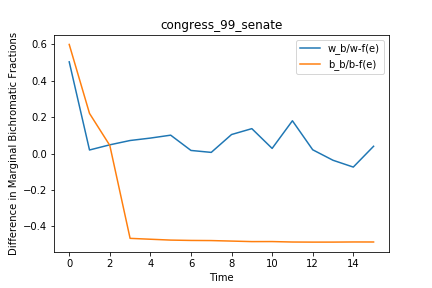 congress_99_senate
Difference in Marginal Bichromatic Fractions
0.6
0.4
0.2
0.0
−0.2
−0.4
w_b/w-f(e)
b_b/b-f(e)
0 2 4 6 8 10 12 14
Time